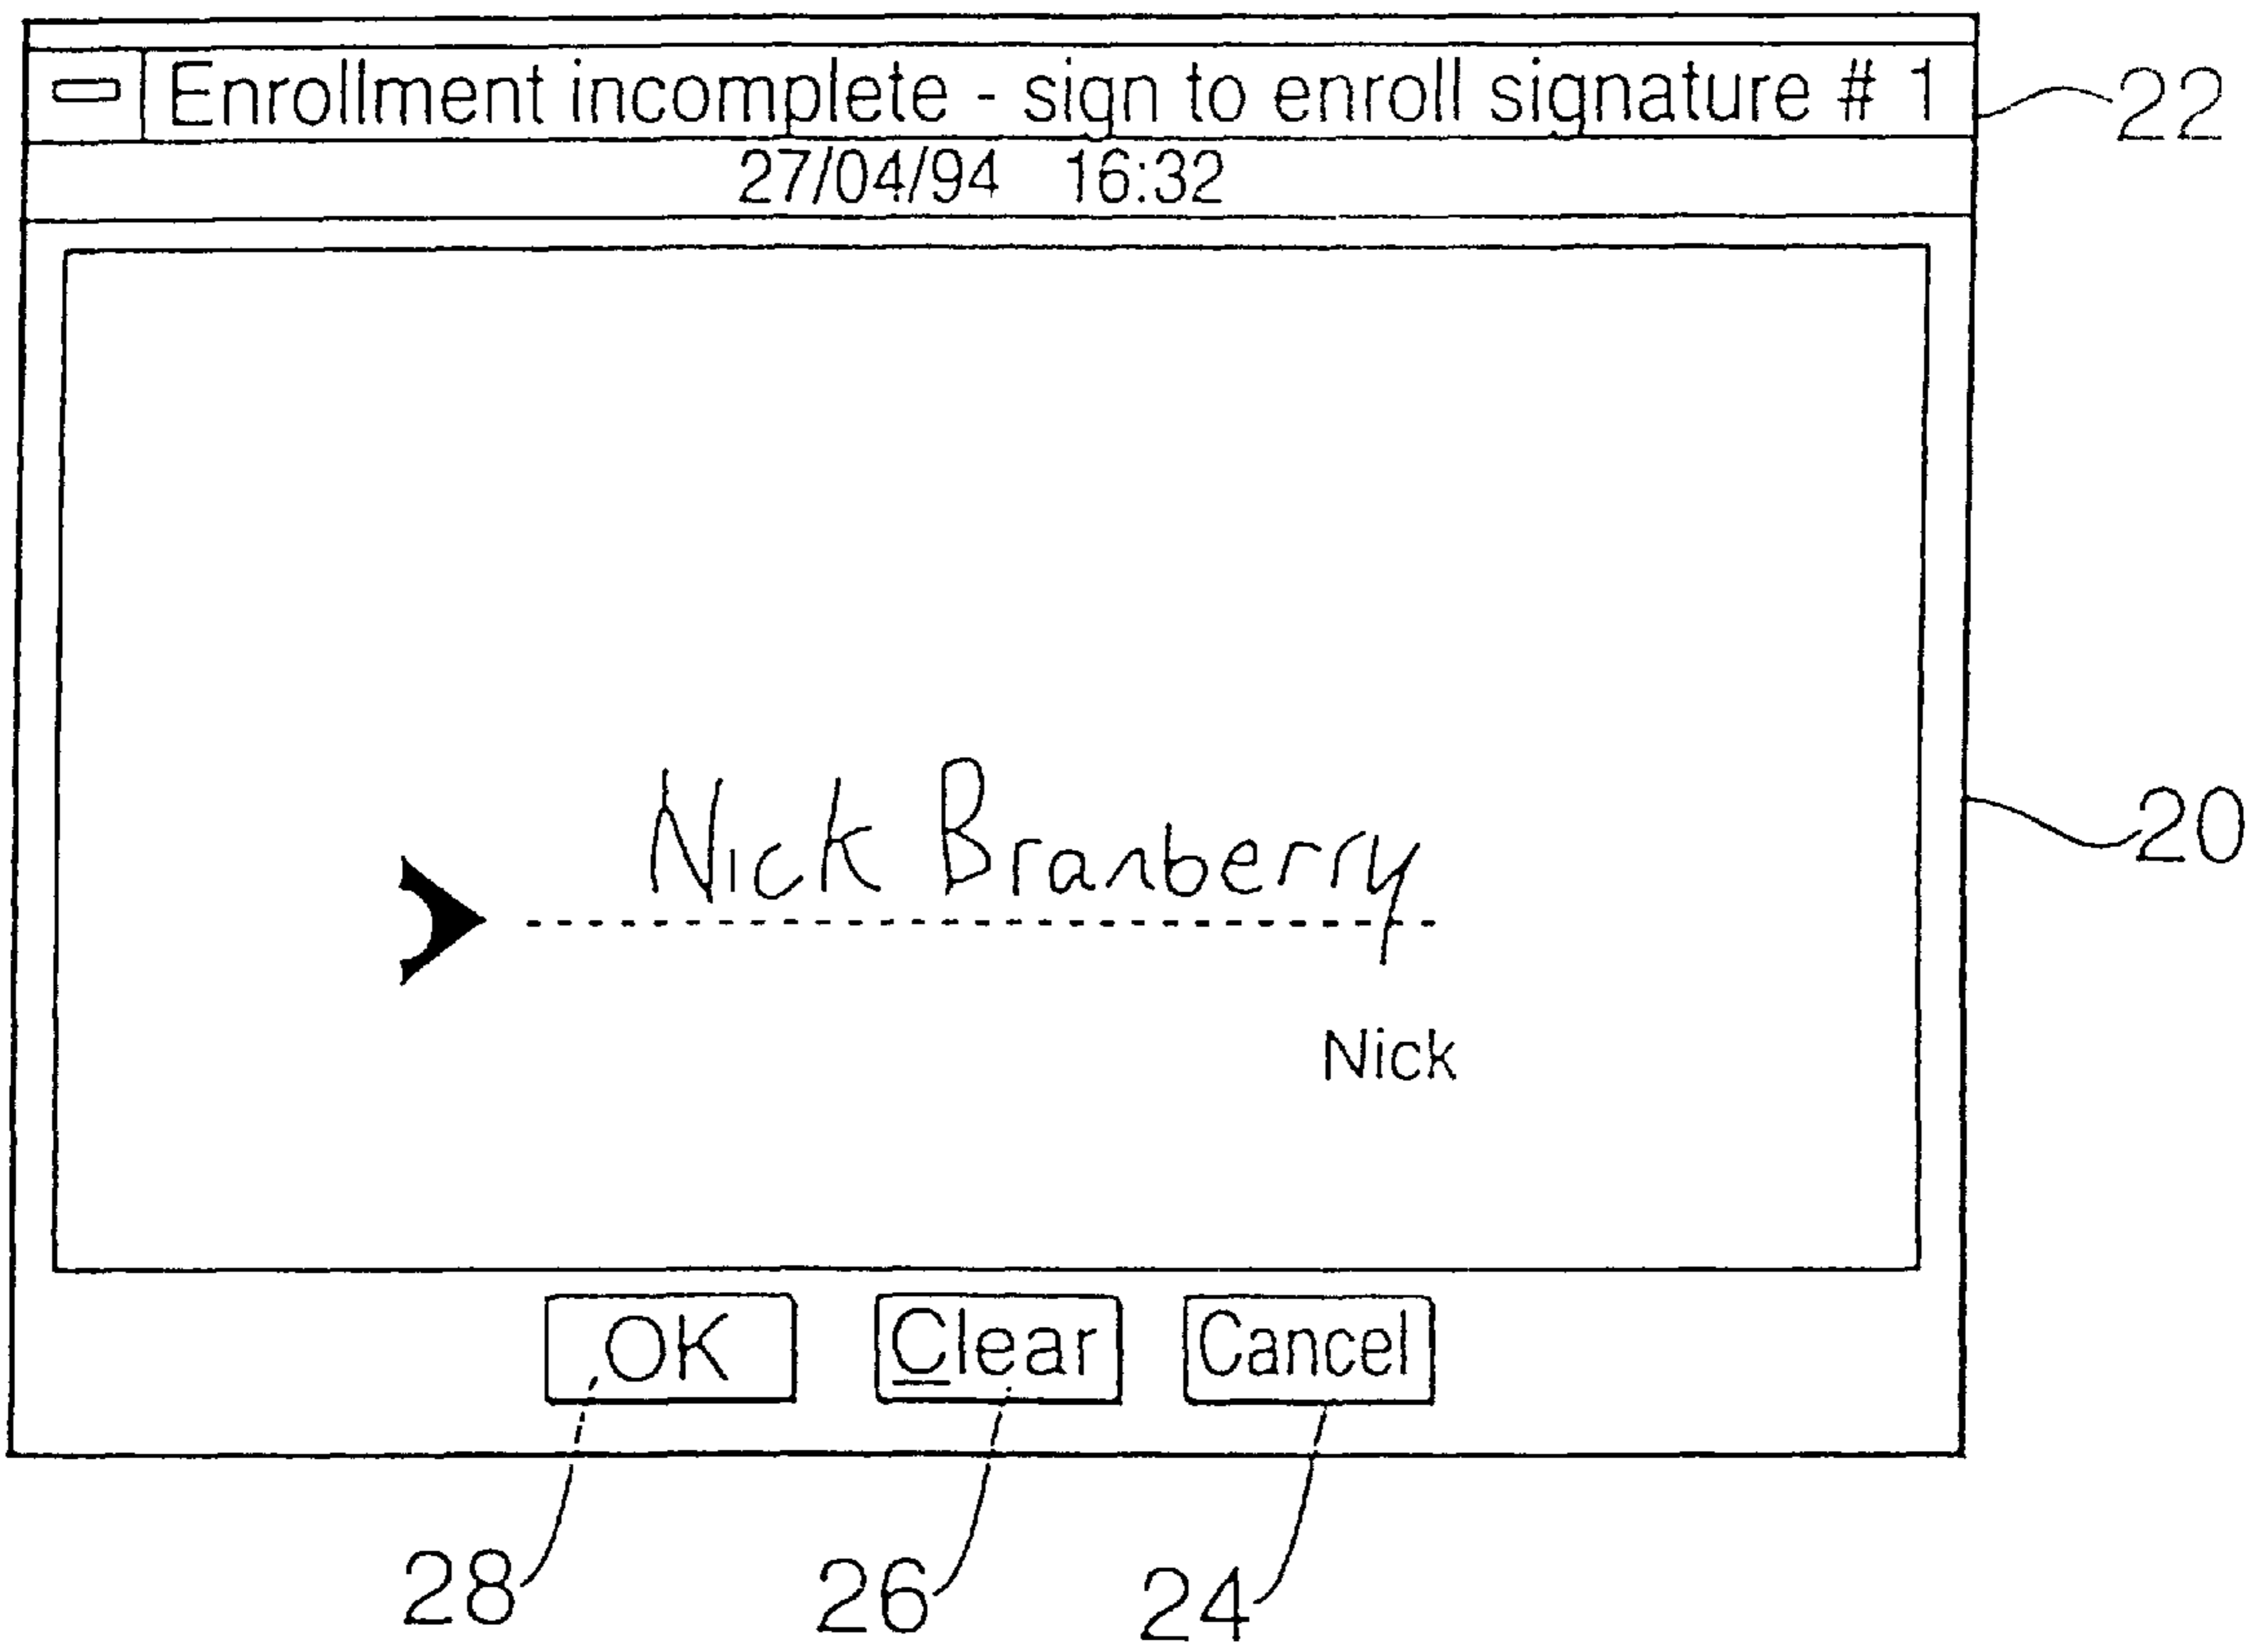 Enrollment incomplete - sign to enroll signature # 1
22
27/04/94 16:32
20
Nick Branberry
Nick
OK Clear Cancel
28 26 24